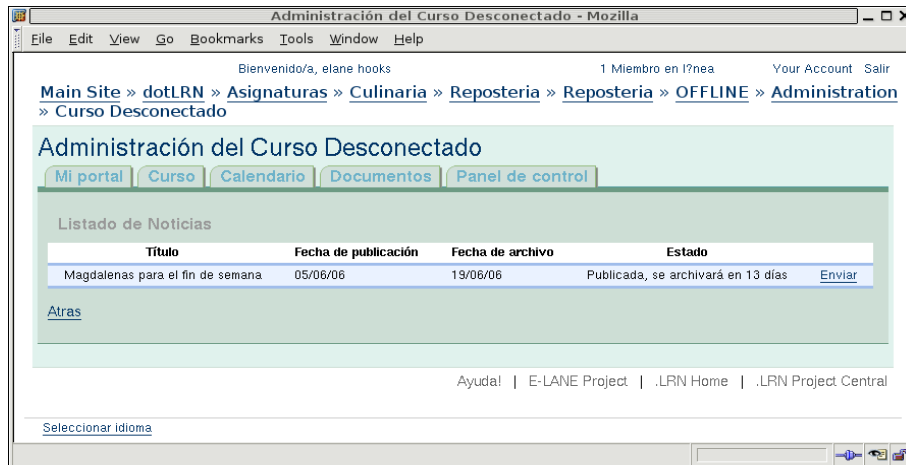 Administración del Curso Desconectado - Mozilla
File Edit View Go Bookmarks Tools Window Help
Bienvenido/a, elane hooks 1 Miembro en l?nea Your Account Salir
Main Site » dotLRN » Asignaturas » Culinaria » Reposteria » Reposteria » OFFLINE » Administration
» Curso Desconectado
Administración del Curso Desconectado
Mi portal Curso Calendario Documentos Panel de control
Listado de Noticias
Título Fecha de publicación Fecha de archivo Estado
Magdalenas para el fin de semana 05/06/06 19/06/06 Publicada, se archivará en 13 días Enviar
Atras
Ayuda! | E-LANE Project | .LRN Home | .LRN Project Central
Seleccionar idioma